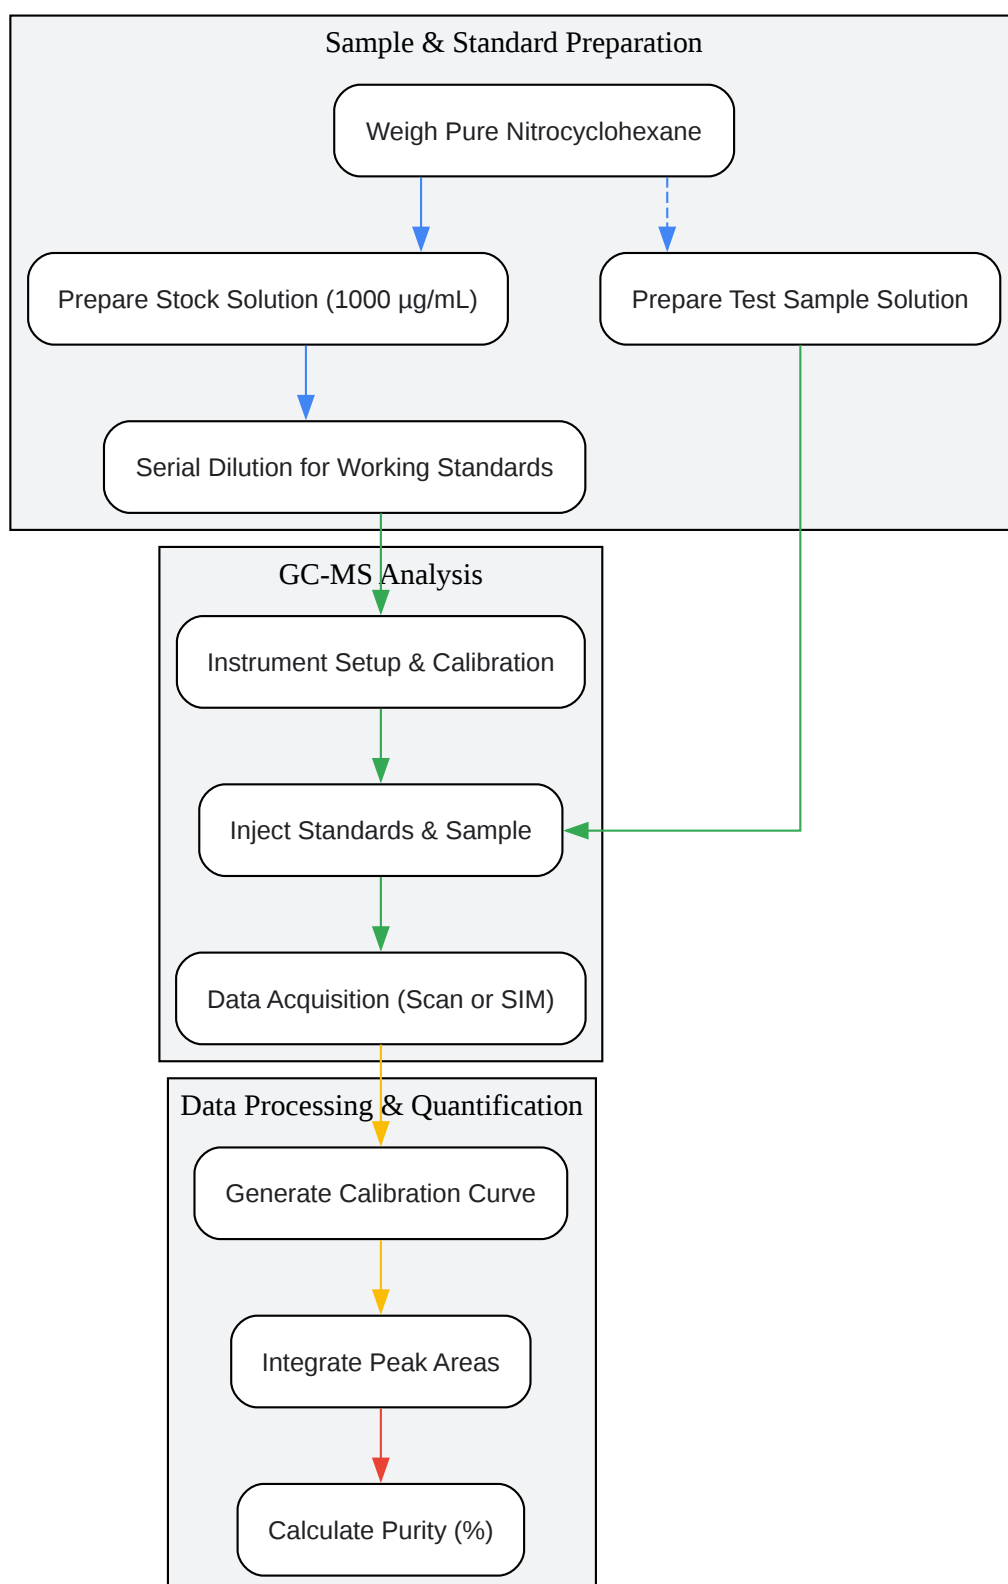 Sample & Standard Preparation
Weigh Pure Nitrocyclohexane
Prepare Stock Solution (1000 µg/mL)
Prepare Test Sample Solution
Serial Dilution for Working Standards
GC-MS Analysis
Instrument Setup & Calibration
Inject Standards & Sample
Data Acquisition (Scan or SIM)
Data Processing & Quantification
Generate Calibration Curve
Integrate Peak Areas
Calculate Purity (%)